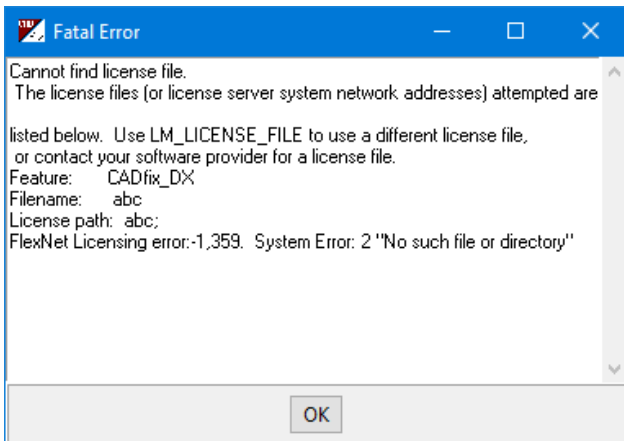 Fatal Error
Cannot find license file.
The license files (or license server system network addresses) attempted are
listed below.  Use LM_LICENSE_FILE to use a different license file,
or contact your software provider for a license file.
Feature:       CADfix_DX
Filename:      abc
License path:  abc;
FlexNet Licensing error:-1,359.  System Error: 2 "No such file or directory"
OK